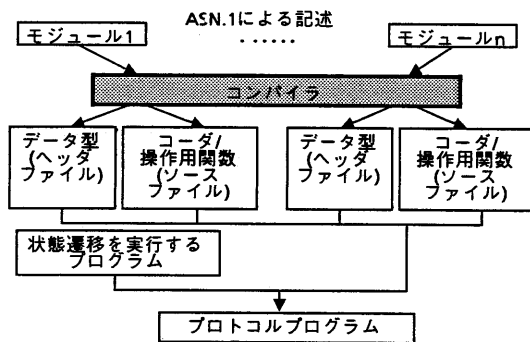 ASN.1による記述
モジュール1
......
モジュールn
コンパイラ
データ型
(ヘッダ
ファイル)
コーダ/
操作用関数
(ソース
ファイル)
データ型
(ヘッダ
ファイル)
コーダ/
操作用関数
(ソース
ファイル)
状態遷移を実行する
プログラム
プロトコルプログラム